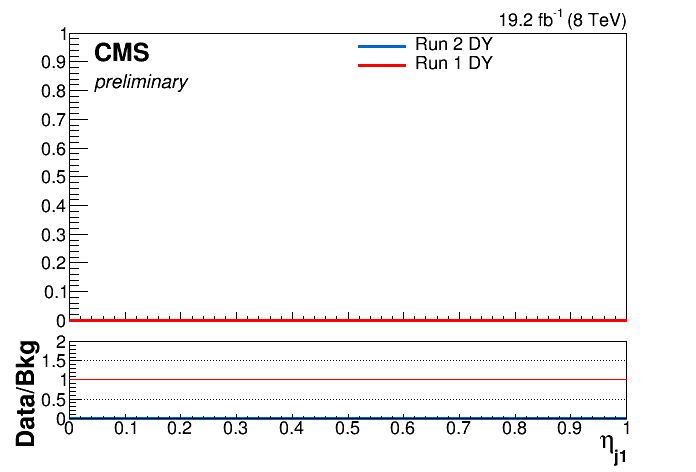 19.2 fb⁻¹ (8 TeV)
CMS
preliminary
Run 2 DY
Run 1 DY
1
0.9
0.8
0.7
0.6
0.5
0.4
0.3
0.2
0.1
0
Data/Bkg
2
1.5
1
0.5
0
0 0.1 0.2 0.3 0.4 0.5 0.6 0.7 0.8 0.9 1
η_j1